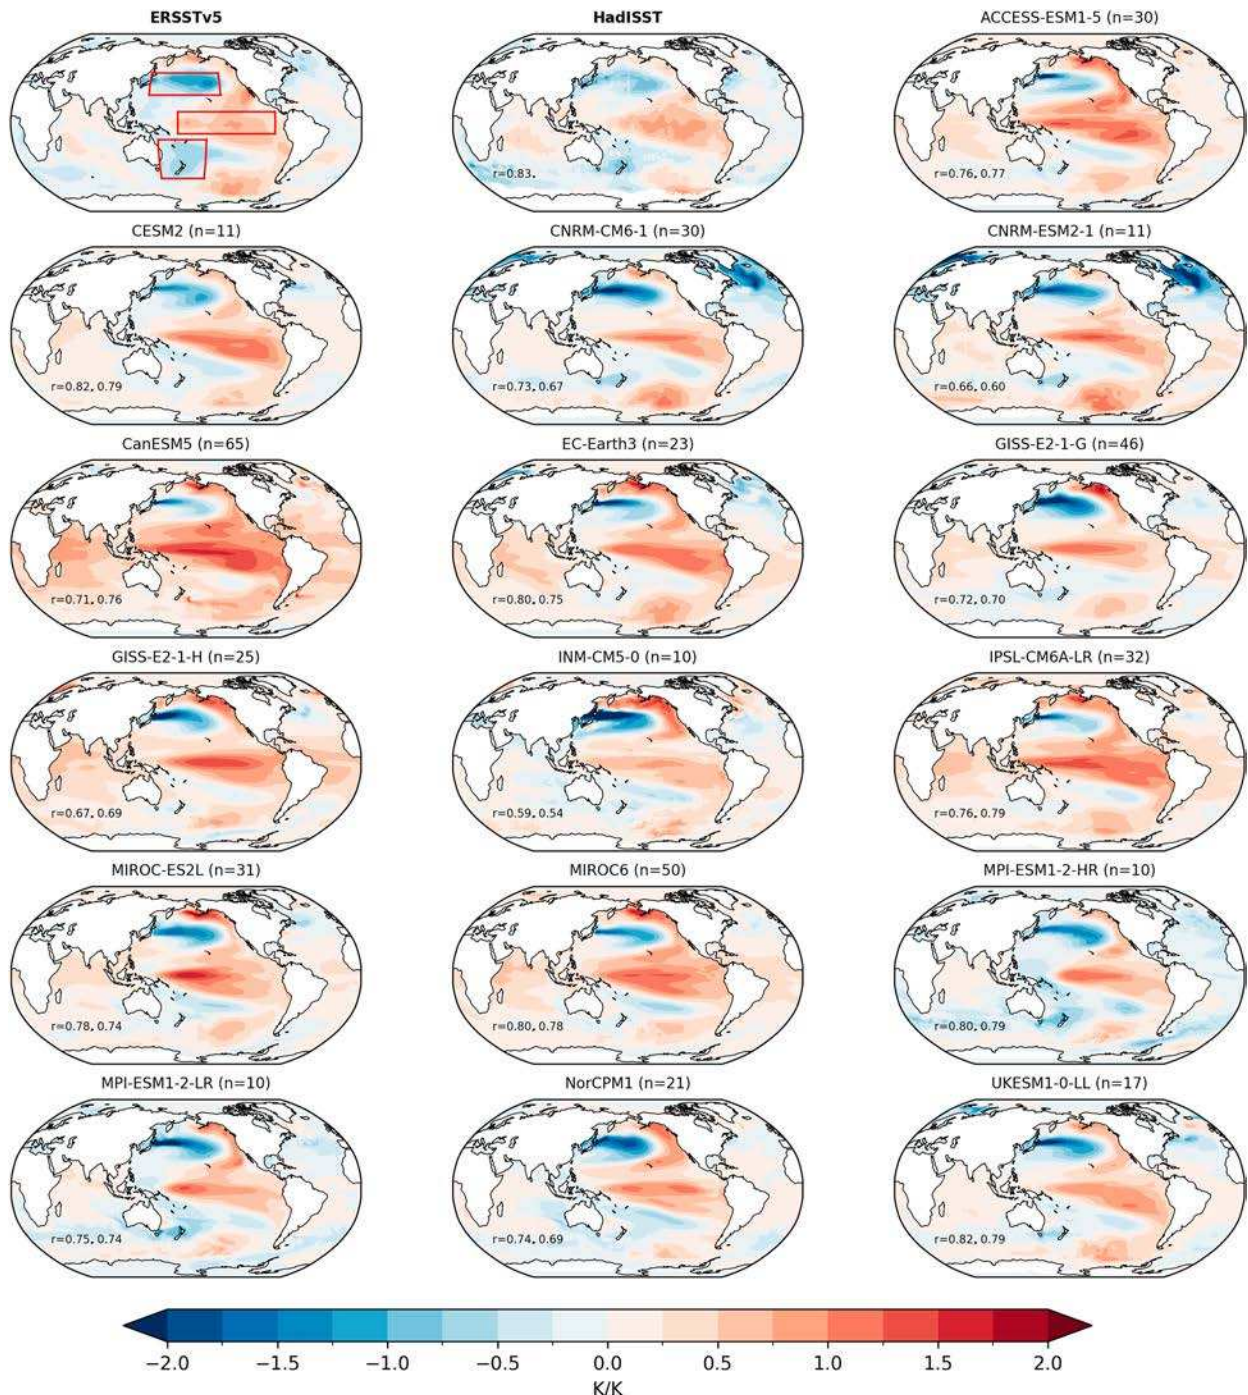 ERSSTv5
HadISST
ACCESS-ESM1-5 (n=30)
r=0.83,
r=0.76, 0.77
CESM2 (n=11)
CNRM-CM6-1 (n=30)
CNRM-ESM2-1 (n=11)
r=0.82, 0.79
r=0.73, 0.67
r=0.66, 0.60
CanESM5 (n=65)
EC-Earth3 (n=23)
GISS-E2-1-G (n=46)
r=0.71, 0.76
r=0.80, 0.75
r=0.72, 0.70
GISS-E2-1-H (n=25)
INM-CM5-0 (n=10)
IPSL-CM6A-LR (n=32)
r=0.67, 0.69
r=0.59, 0.54
r=0.76, 0.79
MIROC-ES2L (n=31)
MIROC6 (n=50)
MPI-ESM1-2-HR (n=10)
r=0.78, 0.74
r=0.80, 0.78
r=0.80, 0.79
MPI-ESM1-2-LR (n=10)
NorCPM1 (n=21)
UKESM1-0-LL (n=17)
r=0.75, 0.74
r=0.74, 0.69
r=0.82, 0.79
−2.0 −1.5 −1.0 −0.5 0.0 0.5 1.0 1.5 2.0
K/K